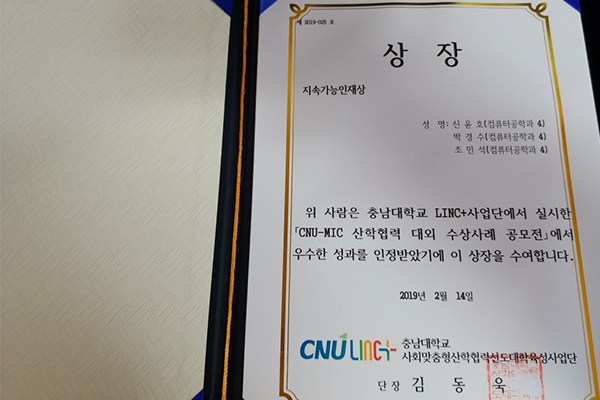 제 2019-025 호
상 장
지속가능인재상
성 명: 신 윤 호(컴퓨터공학과 4)
박 경 수(컴퓨터공학과 4)
조 민 석(컴퓨터공학과 4)
위 사람은 충남대학교 LINC+사업단에서 실시한
「CNU-MIC 산학협력 대외 수상사례 공모전」에서
우수한 성과를 인정받았기에 이 상장을 수여합니다.
2019년 2월 14일
CNU LINC+ 충남대학교
사회맞춤형산학협력선도대학육성사업단
단 장 김 동 욱